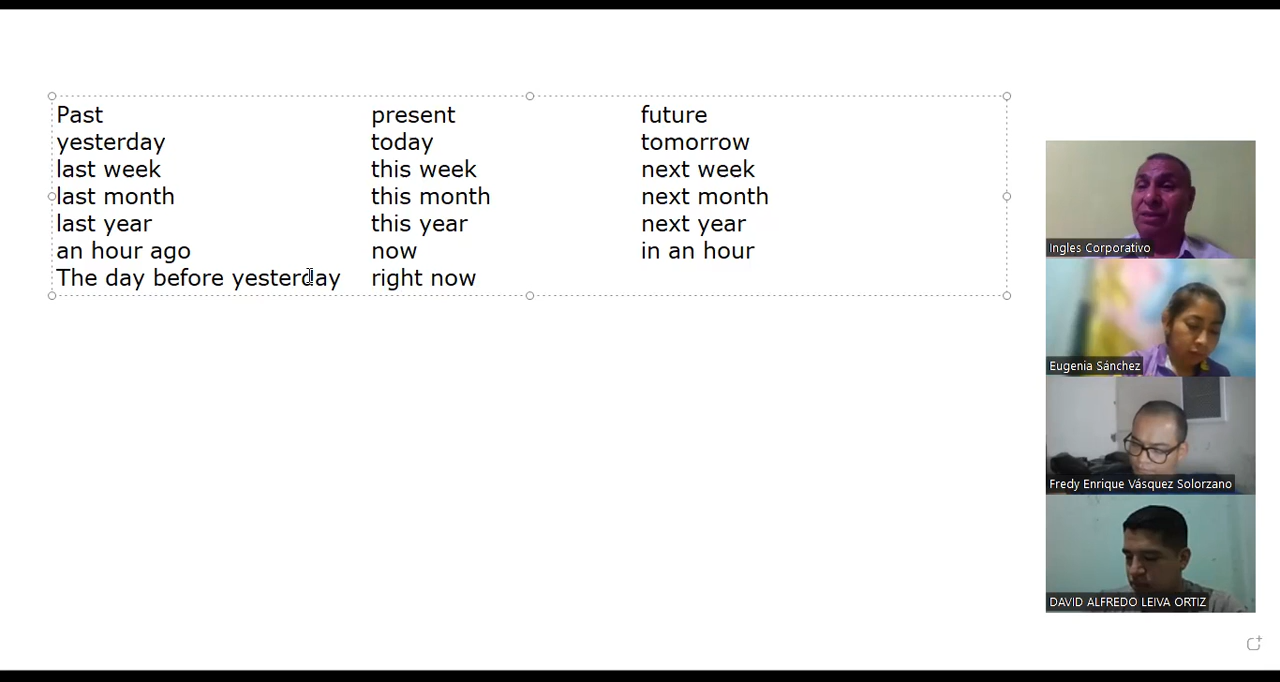 Past present future
yesterday today tomorrow
last week this week next week
last month this month next month
last year this year next year
an hour ago now in an hour
The day before yesterday right now
Ingles Corporativo
Eugenia Sánchez
Fredy Enrique Vásquez Solorzano
DAVID ALFREDO LEIVA ORTIZ